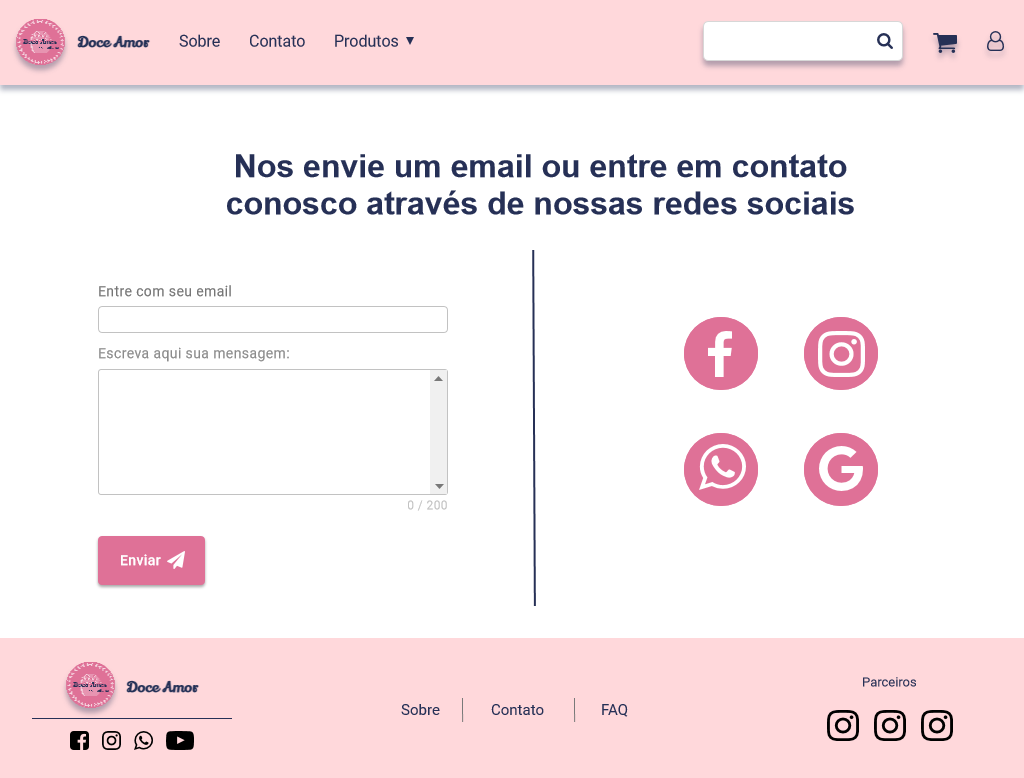 Doce Amor
Doce Amor
Sobre
Contato
Produtos
Nos envie um email ou entre em contato
conosco através de nossas redes sociais
Entre com seu email
Escreva aqui sua mensagem:
0 / 200
Enviar
Doce Amor
Doce Amor
Sobre
Contato
FAQ
Parceiros